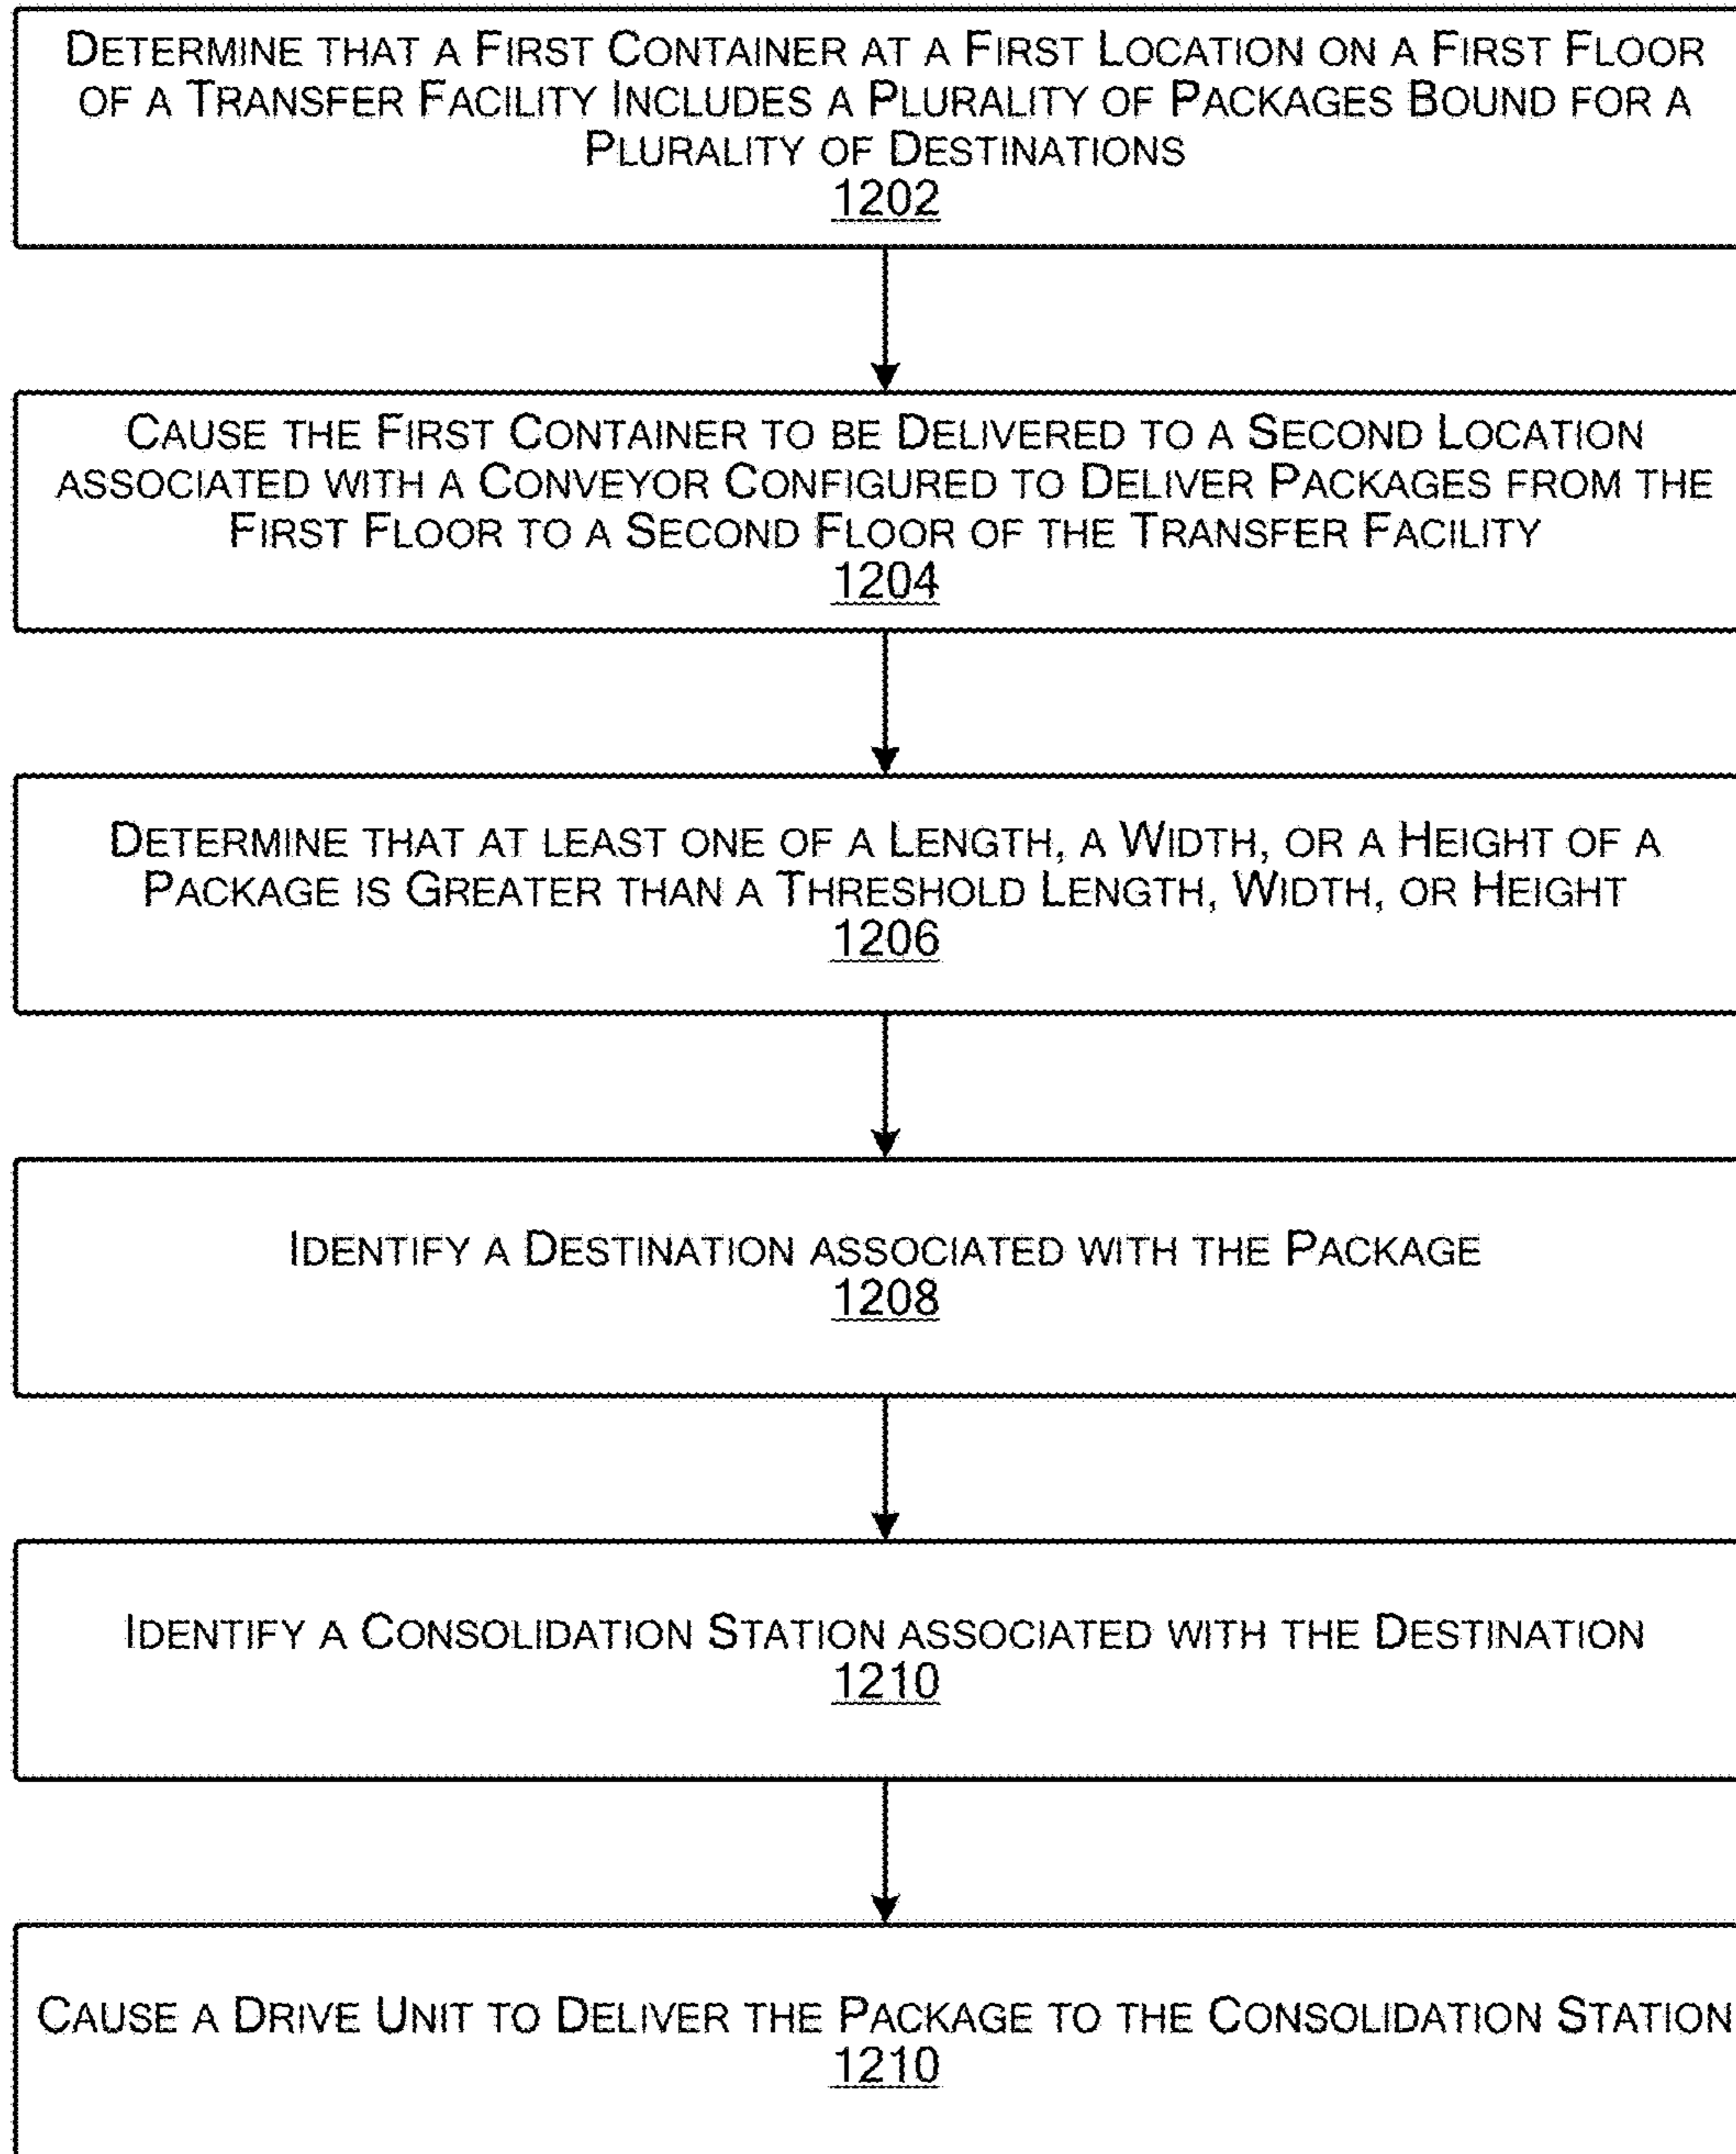 DETERMINE THAT A FIRST CONTAINER AT A FIRST LOCATION ON A FIRST FLOOR
OF A TRANSFER FACILITY INCLUDES A PLURALITY OF PACKAGES BOUND FOR A
PLURALITY OF DESTINATIONS
1202
CAUSE THE FIRST CONTAINER TO BE DELIVERED TO A SECOND LOCATION
ASSOCIATED WITH A CONVEYOR CONFIGURED TO DELIVER PACKAGES FROM THE
FIRST FLOOR TO A SECOND FLOOR OF THE TRANSFER FACILITY
1204
DETERMINE THAT AT LEAST ONE OF A LENGTH, A WIDTH, OR A HEIGHT OF A
PACKAGE IS GREATER THAN A THRESHOLD LENGTH, WIDTH, OR HEIGHT
1206
IDENTIFY A DESTINATION ASSOCIATED WITH THE PACKAGE
1208
IDENTIFY A CONSOLIDATION STATION ASSOCIATED WITH THE DESTINATION
1210
CAUSE A DRIVE UNIT TO DELIVER THE PACKAGE TO THE CONSOLIDATION STATION
1210